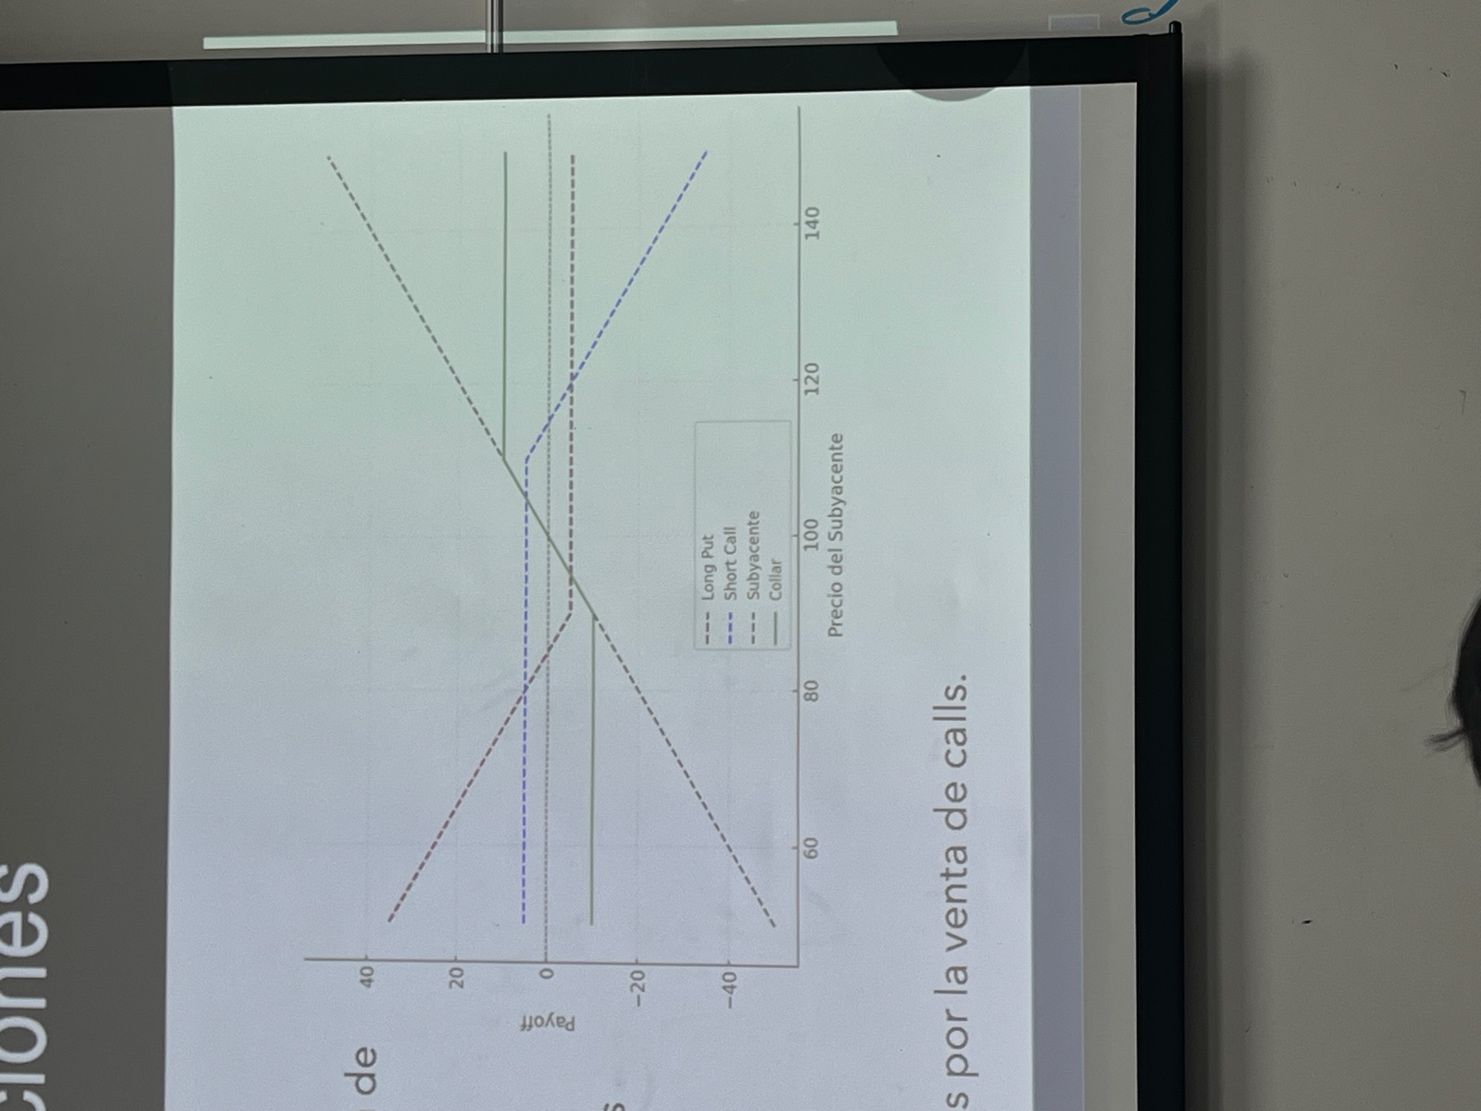 ciones
de
Payoff
40
20
0
−20
−40
60
80
100
120
140
Precio del Subyacente
Long Put
Short Call
Subyacente
Collar
s
s por la venta de calls.